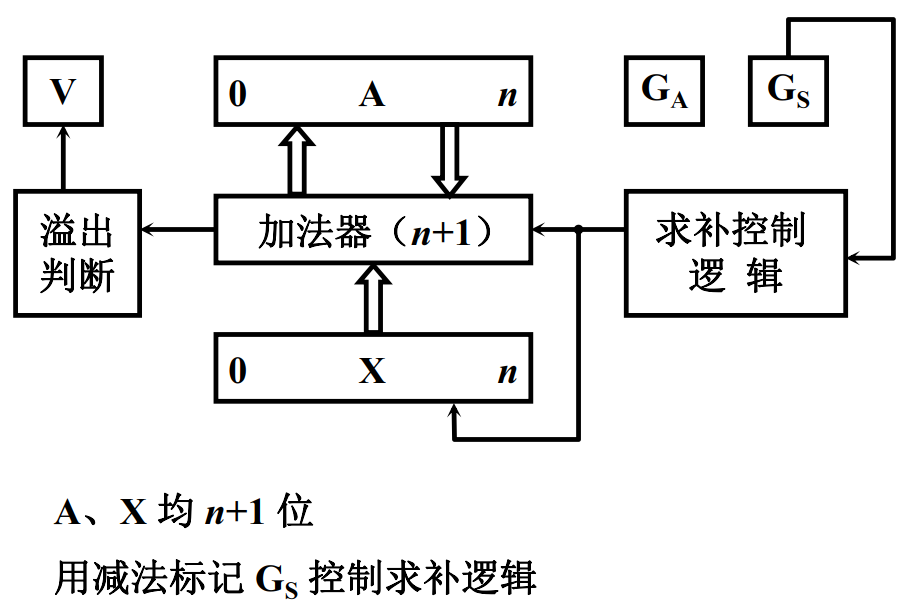 V
0 A n
G_A
G_S
溢出
判断
加法器（n+1）
求补控制
逻 辑
0 X n
A、X 均 n+1 位
用减法标记 G_S 控制求补逻辑